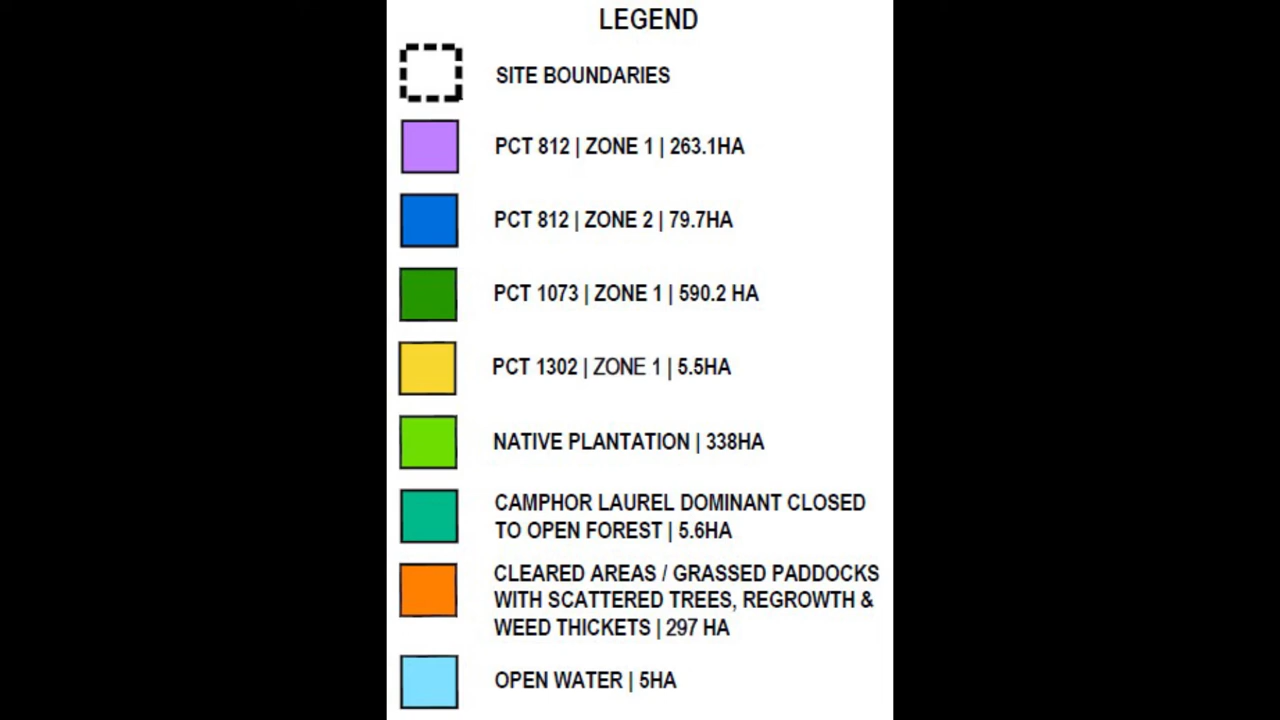 LEGEND
SITE BOUNDARIES
PCT 812 | ZONE 1 | 263.1HA
PCT 812 | ZONE 2 | 79.7HA
PCT 1073 | ZONE 1 | 590.2 HA
PCT 1302 | ZONE 1 | 5.5HA
NATIVE PLANTATION | 338HA
CAMPHOR LAUREL DOMINANT CLOSED
TO OPEN FOREST | 5.6HA
CLEARED AREAS / GRASSED PADDOCKS
WITH SCATTERED TREES, REGROWTH &
WEED THICKETS | 297 HA
OPEN WATER | 5HA